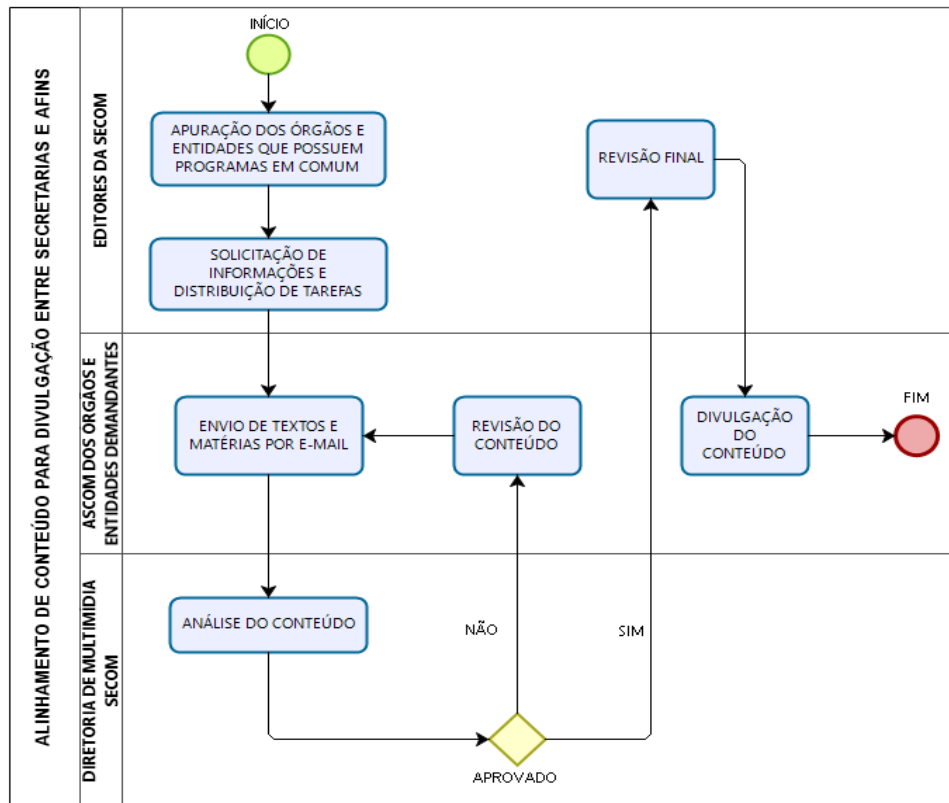 ALINHAMENTO DE CONTEÚDO PARA DIVULGAÇÃO ENTRE SECRETARIAS E AFINS
EDITORES DA SECOM
INÍCIO
APURAÇÃO DOS ÓRGÃOS E
ENTIDADES QUE POSSUEM
PROGRAMAS EM COMUM
SOLICITAÇÃO DE
INFORMAÇÕES E
DISTRIBUIÇÃO DE TAREFAS
REVISÃO FINAL
ASCOM DOS ORGÃOS E
ENTIDADES DEMANDANTES
ENVIO DE TEXTOS E
MATÉRIAS POR E-MAIL
REVISÃO DO
CONTEÚDO
DIVULGAÇÃO
DO
CONTEÚDO
FIM
DIRETORIA DE MULTIMIDIA
SECOM
ANÁLISE DO CONTEÚDO
NÃO
SIM
APROVADO